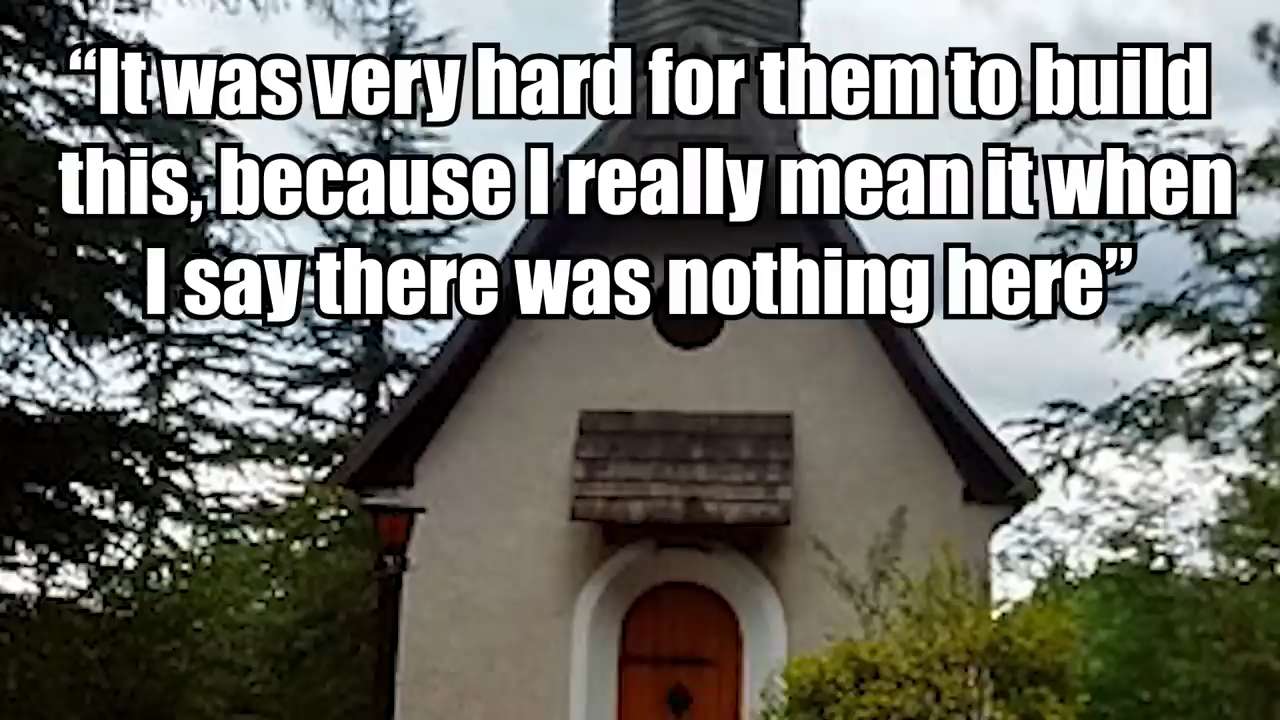 “It was very hard for them to build
this, because I really mean it when
I say there was nothing here”